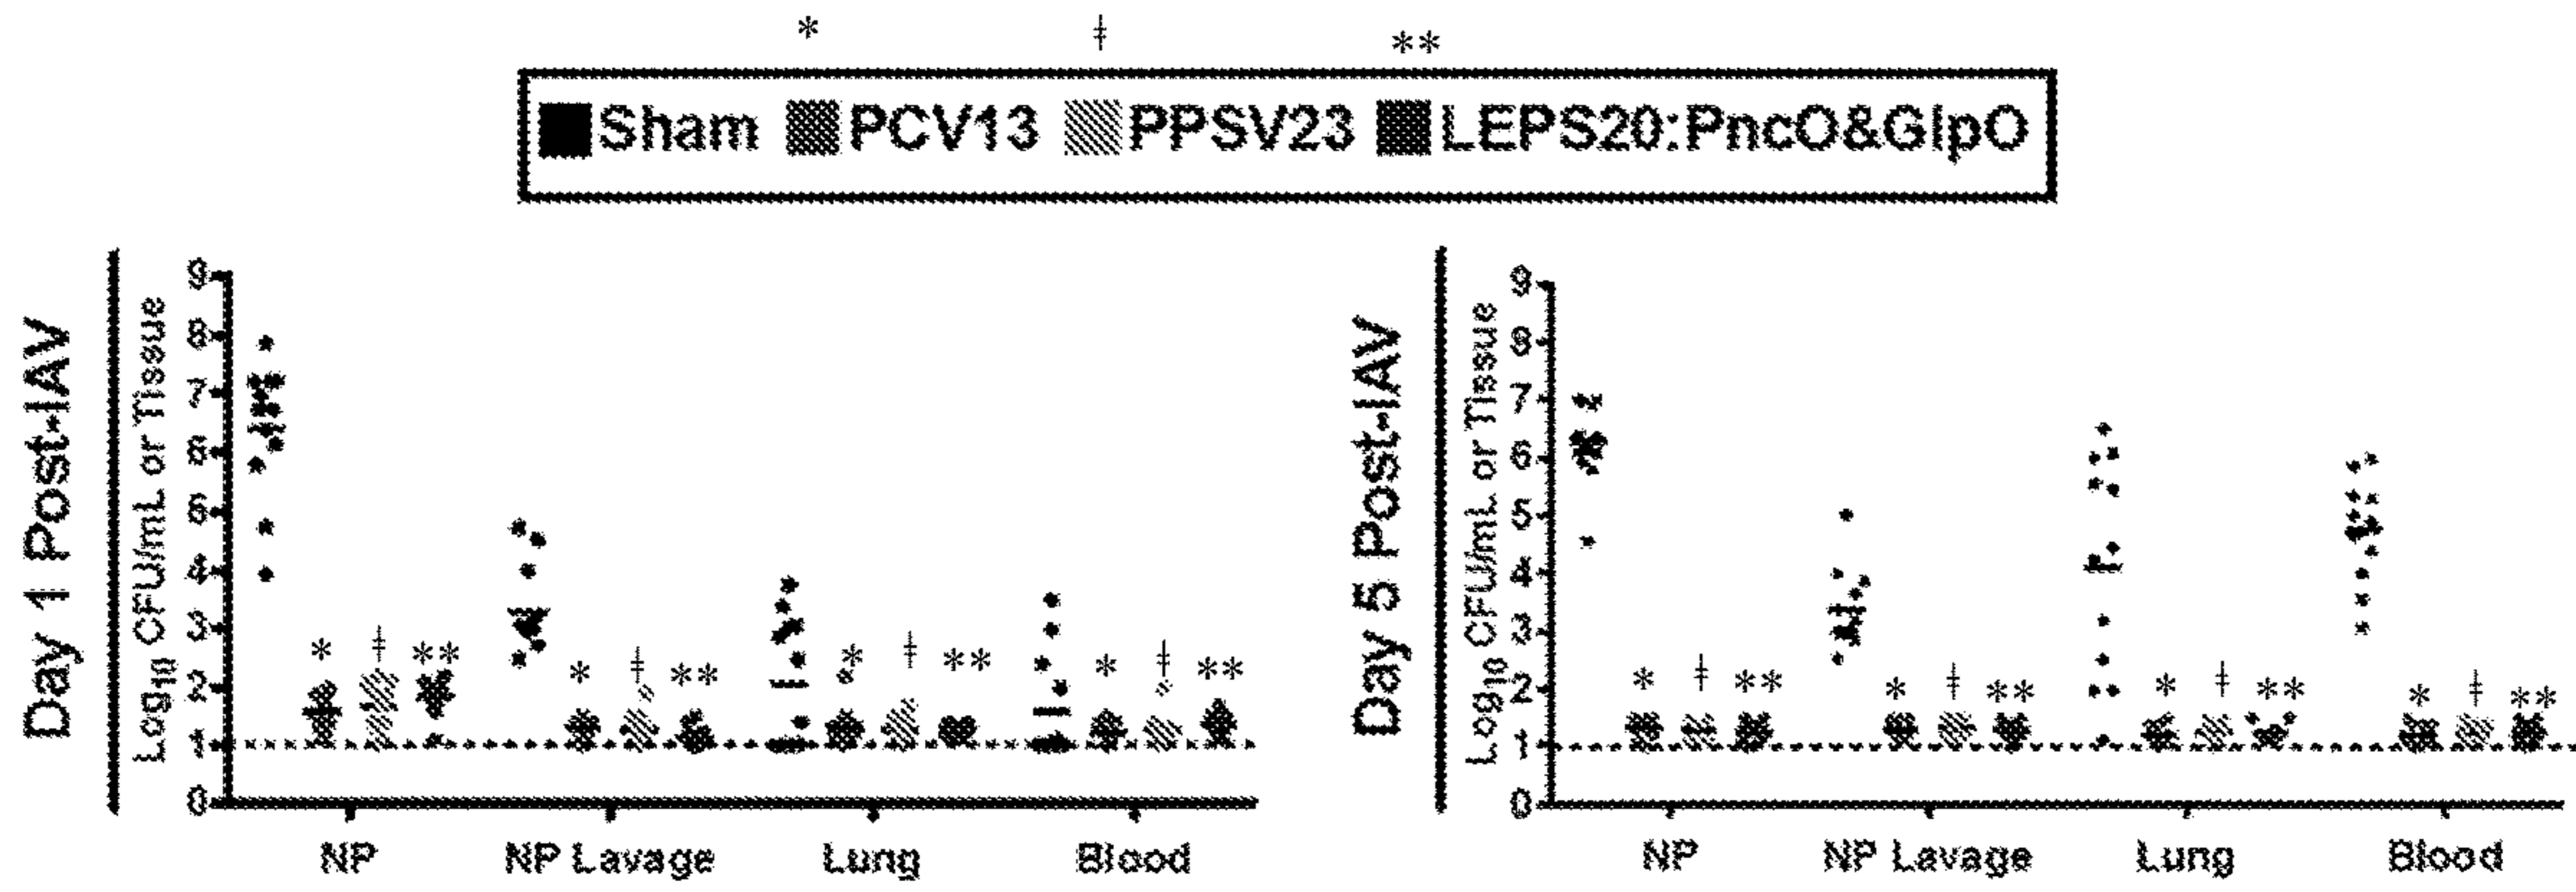 * ‡ **
Sham PCV13 PPSV23 LEPS20:PncO&GlpO
Day 1 Post-IAV
Log10 CFU/mL or Tissue
9
8
7
6
5
4
3
2
1
0
* ‡ ** * ‡ ** * ‡ ** * ‡ **
NP NP Lavage Lung Blood
Day 5 Post-IAV
Log10 CFU/mL or Tissue
9
8
7
6
5
4
3
2
1
0
* ‡ ** * ‡ ** * ‡ ** * ‡ **
NP NP Lavage Lung Blood